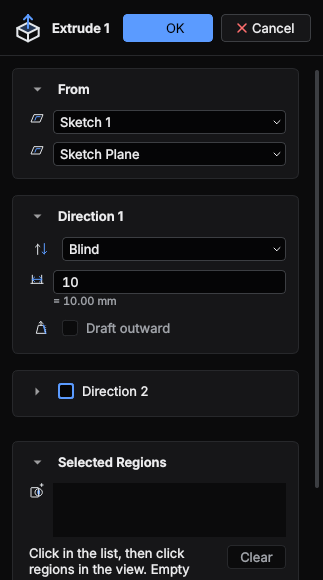 Extrude 1
OK
Cancel
From
Sketch 1
Sketch Plane
Direction 1
Blind
10
= 10.00 mm
Draft outward
Direction 2
Selected Regions
Click in the list, then click
regions in the view. Empty
Clear